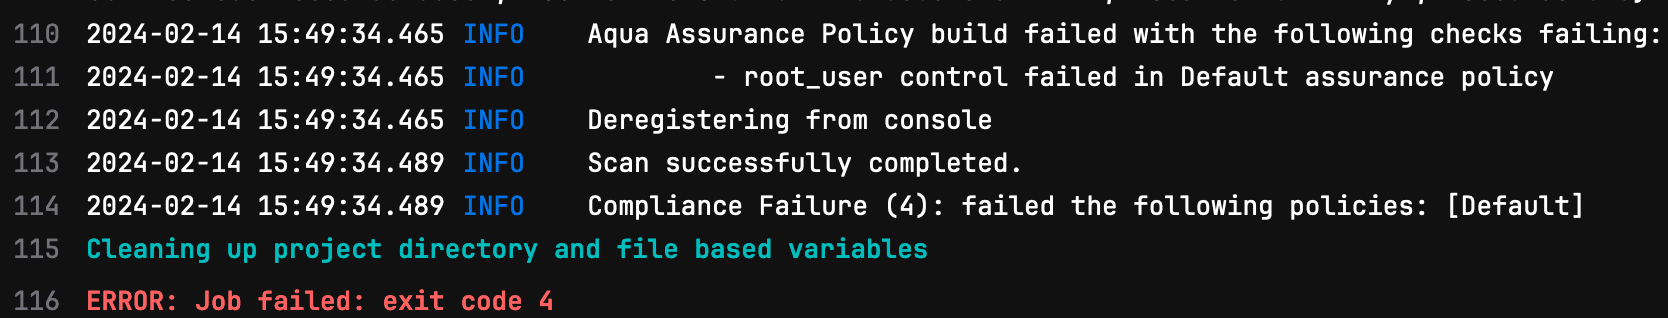 110 2024-02-14 15:49:34.465 INFO Aqua Assurance Policy build failed with the following checks failing:
111 2024-02-14 15:49:34.465 INFO - root_user control failed in Default assurance policy
112 2024-02-14 15:49:34.465 INFO Deregistering from console
113 2024-02-14 15:49:34.489 INFO Scan successfully completed.
114 2024-02-14 15:49:34.489 INFO Compliance Failure (4): failed the following policies: [Default]
115 Cleaning up project directory and file based variables
116 ERROR: Job failed: exit code 4